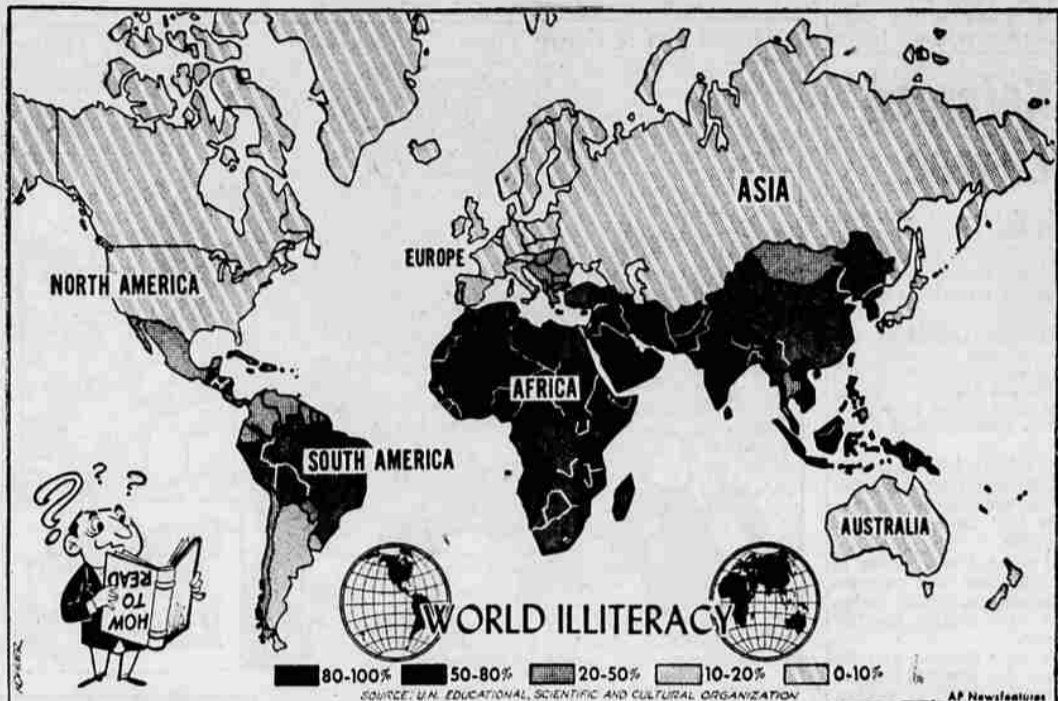 ASIA
EUROPE
NORTH AMERICA
AFRICA
SOUTH AMERICA
AUSTRALIA
HOW
TO
READ
WORLD ILLITERACY
80-100% 50-80% 20-50% 10-20% 0-10%
SOURCE: U.N. EDUCATIONAL, SCIENTIFIC AND CULTURAL ORGANIZATION
AP Newsfeatures
? ? ?